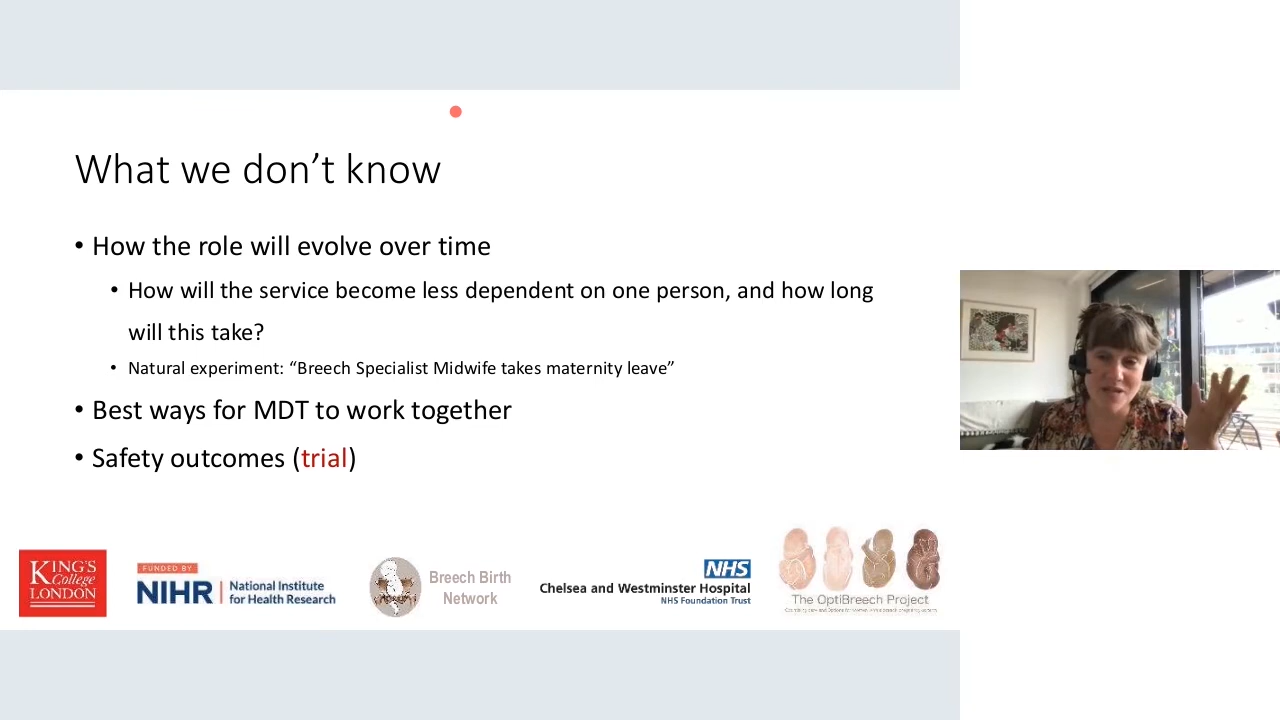 What we don’t know
• How the role will evolve over time
• How will the service become less dependent on one person, and how long
will this take?
• Natural experiment: “Breech Specialist Midwife takes maternity leave”
• Best ways for MDT to work together
• Safety outcomes (trial)
KING'S
College
LONDON
FUNDED BY
NIHR | National Institute
for Health Research
Breech Birth
Network
NHS
Chelsea and Westminster Hospital
NHS Foundation Trust
The OptiBreech Project